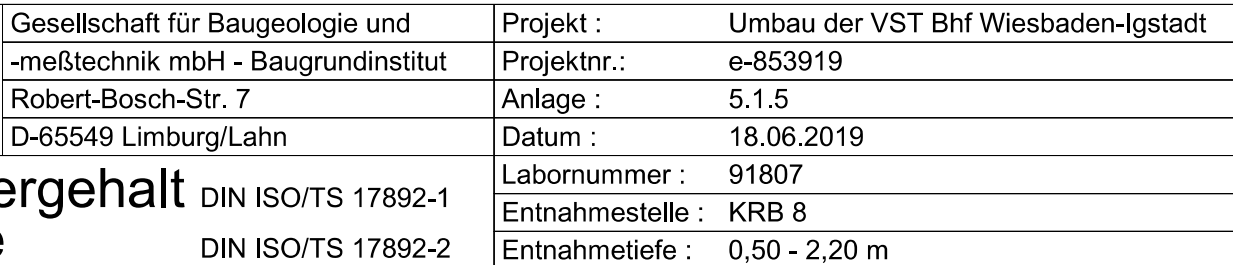 Gesellschaft für Baugeologie und
-meßtechnik mbH - Baugrundinstitut
Robert-Bosch-Str. 7
D-65549 Limburg/Lahn
ergehalt DIN ISO/TS 17892-1
e DIN ISO/TS 17892-2
Projekt : Umbau der VST Bhf Wiesbaden-Igstadt
Projektnr.: e-853919
Anlage : 5.1.5
Datum : 18.06.2019
Labornummer : 91807
Entnahmestelle : KRB 8
Entnahmetiefe : 0,50 - 2,20 m